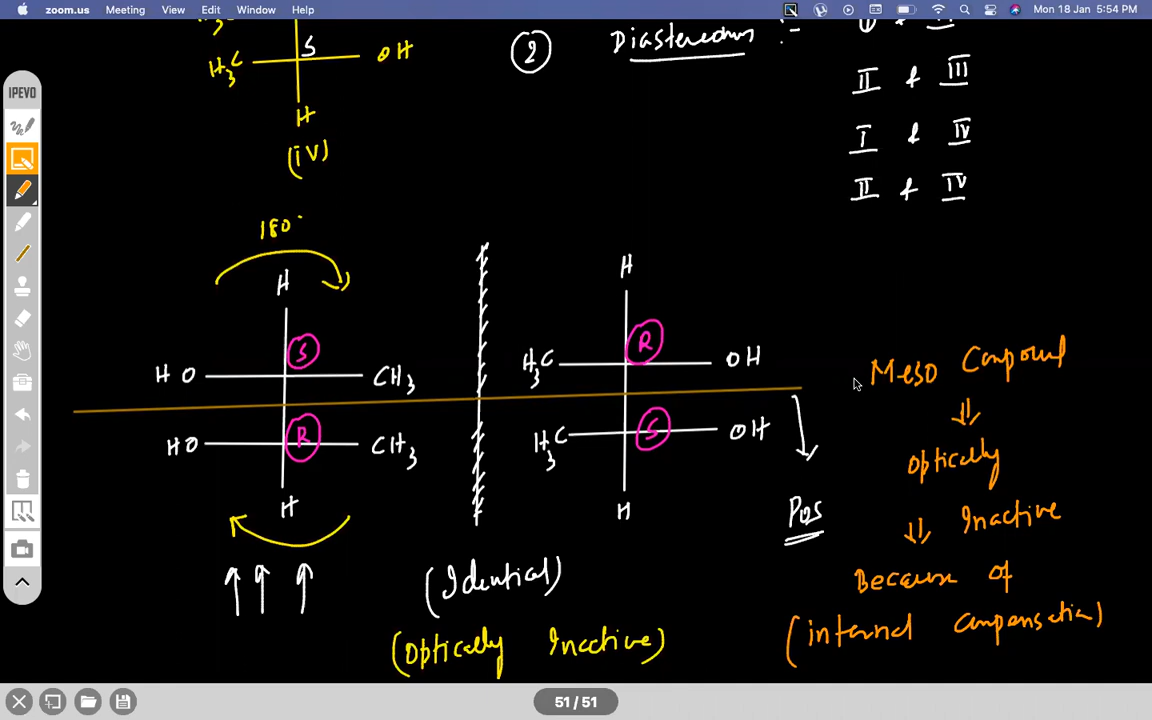 zoom.us Meeting View Edit Window Help Mon 18 Jan 5:54 PM
IPEVO
H₃C S OH
H
(iV)
2 Diastereomers :-
II & III
I & IV
II & IV
180°
H
S
HO CH₃
R
HO CH₃
H
H
R
H₃C OH
S
H₃C OH
H
POS
(Identical)
(Optically Inactive)
Meso Compound
⇓
Optically
⇓ Inactive
Because of
(internal compensation)
51 / 51